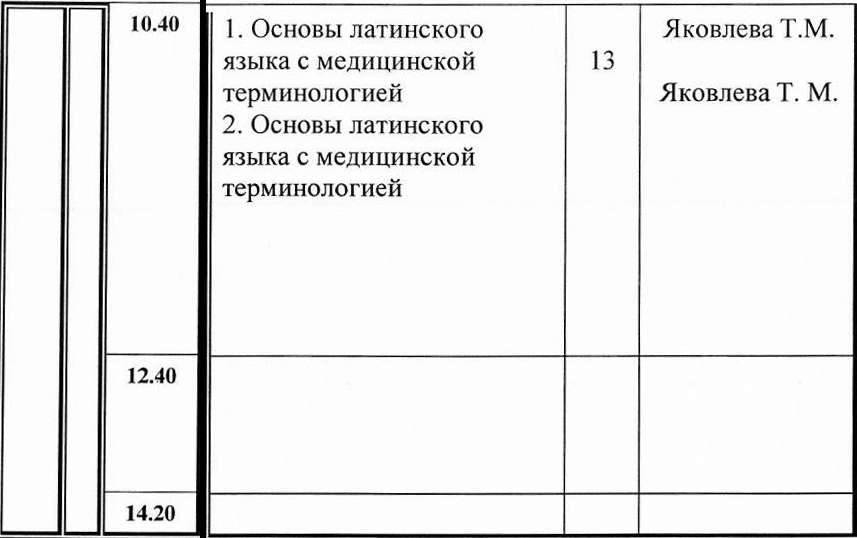 10.40
1. Основы латинского
языка с медицинской
терминологией
2. Основы латинского
языка с медицинской
терминологией
13
Яковлева Т.М.
Яковлева Т. М.
12.40
14.20